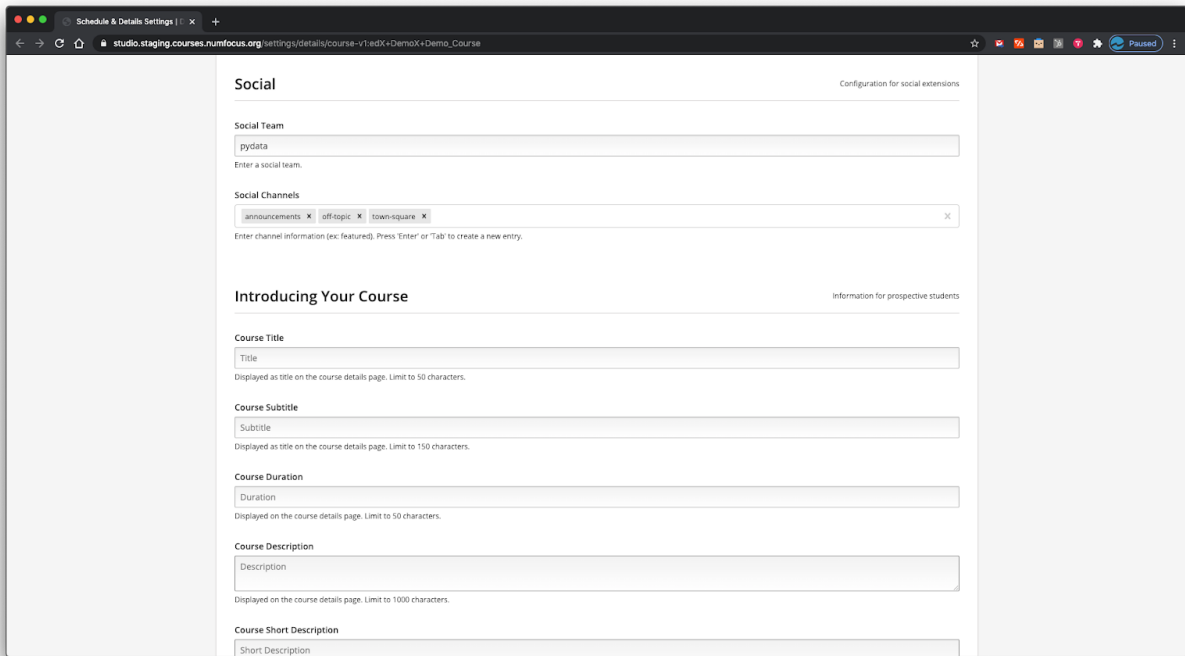 Schedule & Details Settings |
studio.staging.courses.numfocus.org/settings/details/course-v1:edX+DemoX+Demo_Course
Paused
Social
Configuration for social extensions
Social Team
pydata
Enter a social team.
Social Channels
announcements x off-topic x town-square x
Enter channel information (ex: featured). Press 'Enter' or 'Tab' to create a new entry.
Introducing Your Course
Information for prospective students
Course Title
Title
Displayed as title on the course details page. Limit to 50 characters.
Course Subtitle
Subtitle
Displayed as title on the course details page. Limit to 150 characters.
Course Duration
Duration
Displayed on the course details page. Limit to 50 characters.
Course Description
Description
Displayed on the course details page. Limit to 1000 characters.
Course Short Description
Short Description